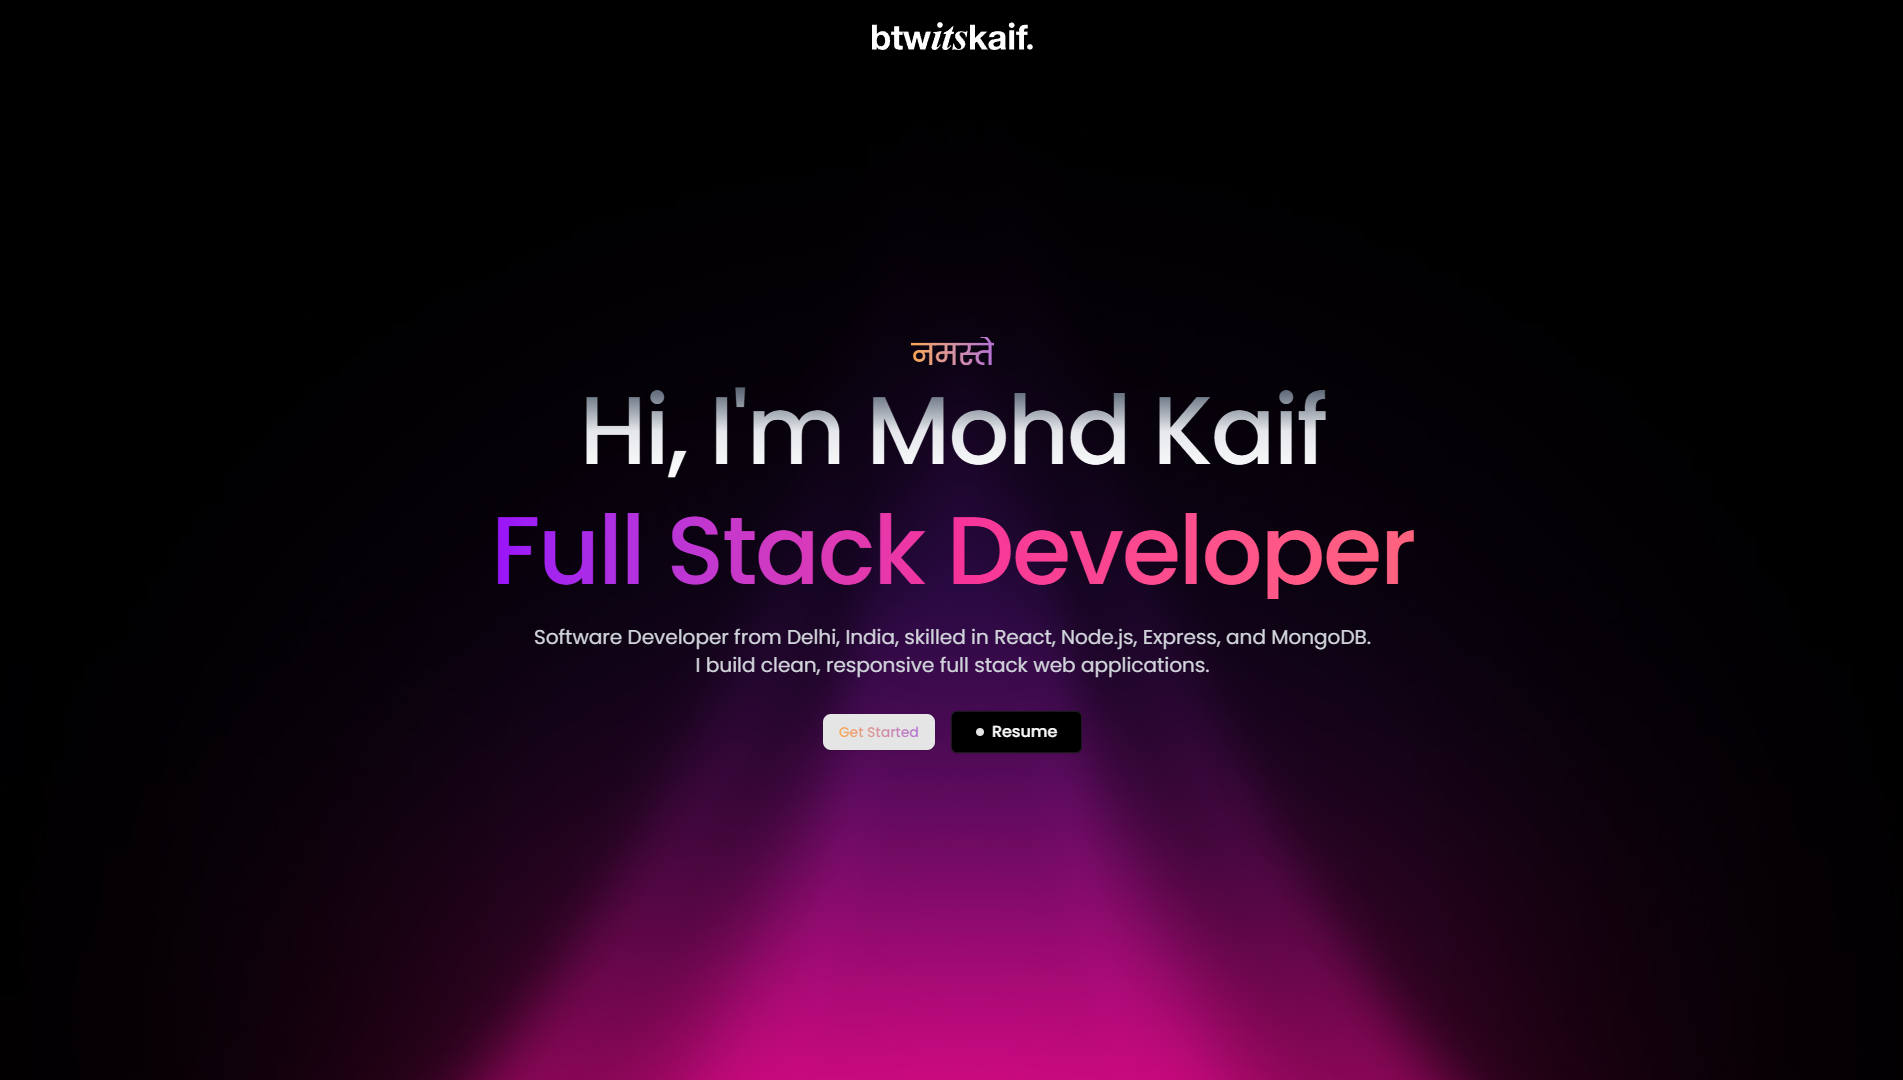 btwitskaif.
नमस्ते
Hi, I'm Mohd Kaif
Full Stack Developer
Software Developer from Delhi, India, skilled in React, Node.js, Express, and MongoDB.
I build clean, responsive full stack web applications.
Get Started
Resume